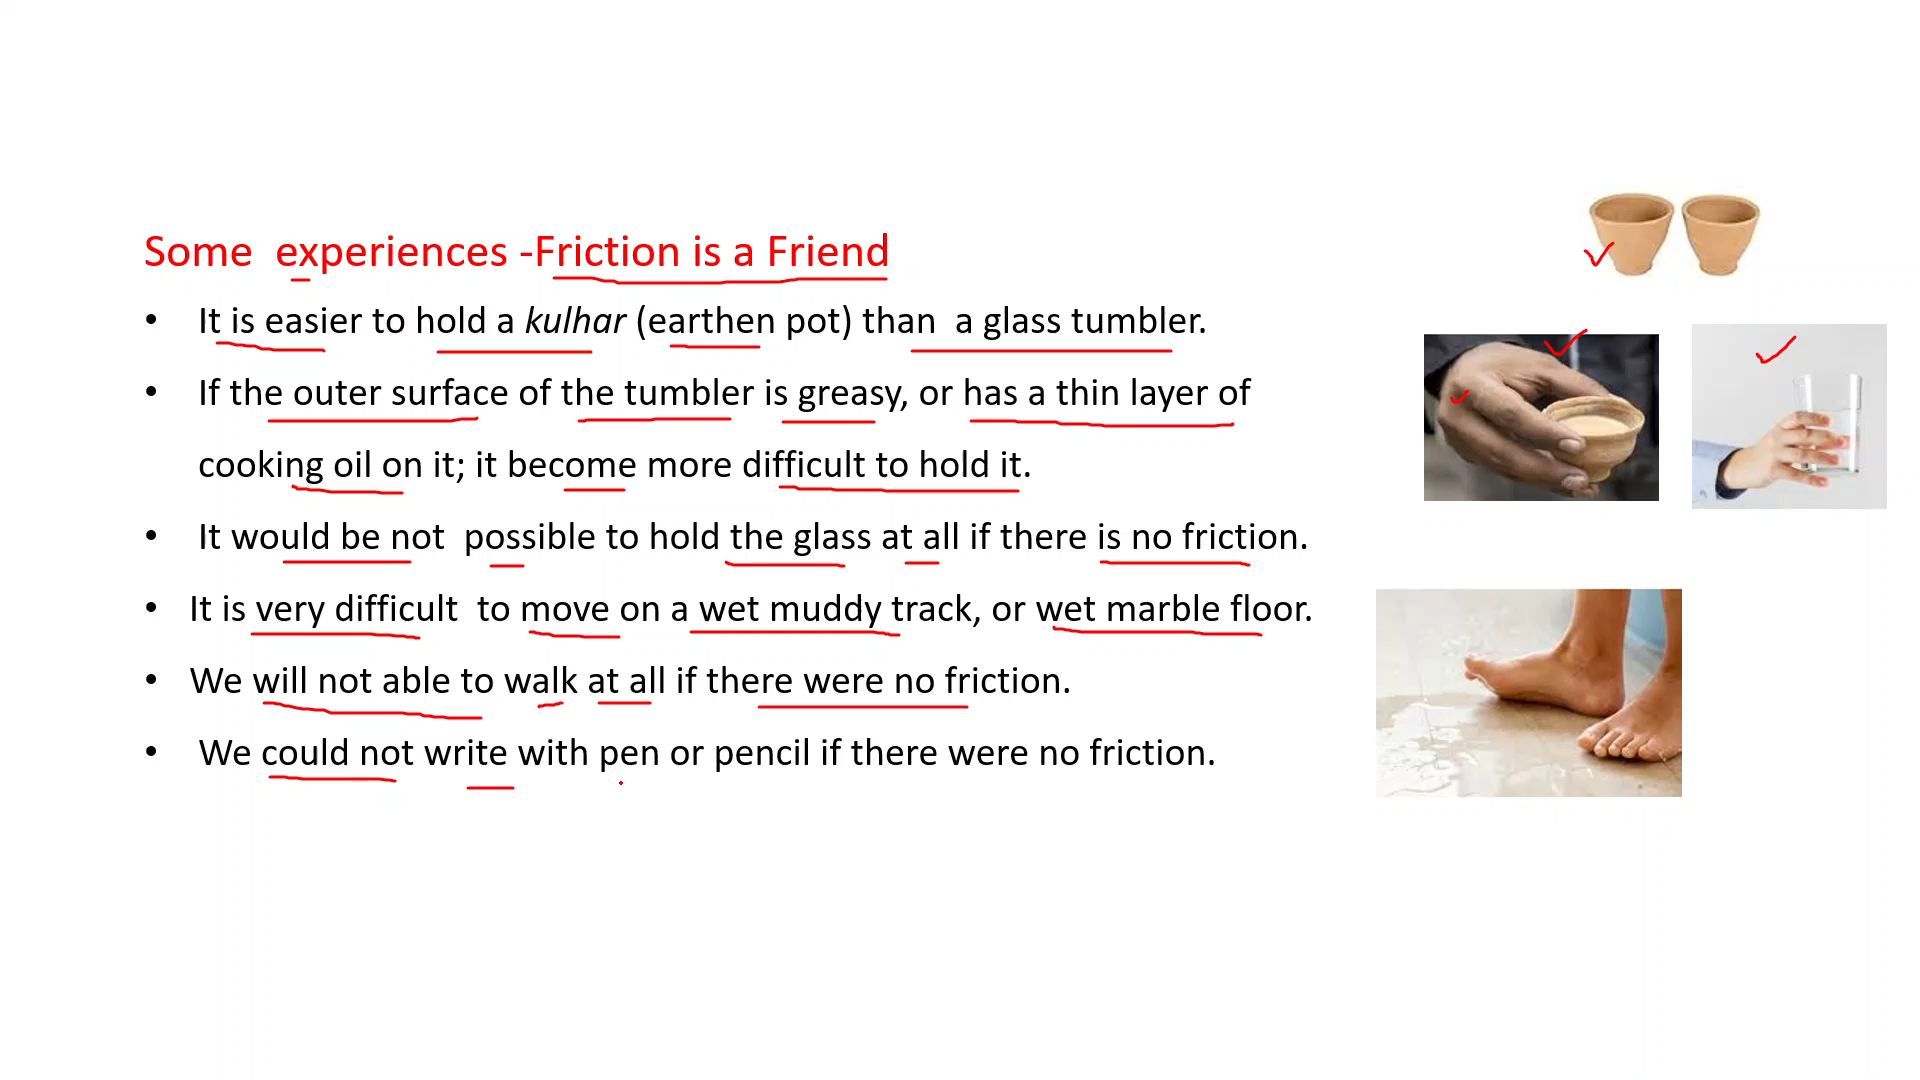 Some experiences -Friction is a Friend
• It is easier to hold a kulhar (earthen pot) than a glass tumbler.
• If the outer surface of the tumbler is greasy, or has a thin layer of
cooking oil on it; it become more difficult to hold it.
• It would be not possible to hold the glass at all if there is no friction.
• It is very difficult to move on a wet muddy track, or wet marble floor.
• We will not able to walk at all if there were no friction.
• We could not write with pen or pencil if there were no friction.